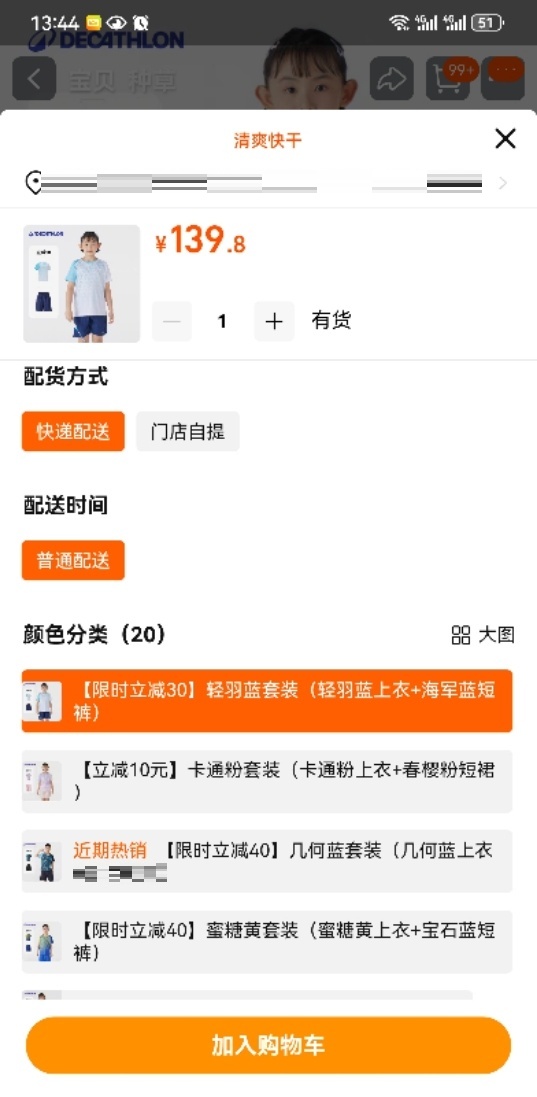 13:44
4G
4G
51
DECATHLON
宝贝 种草
99+
清爽快干
¥139.8
1
有货
配货方式
快递配送
门店自提
配送时间
普通配送
颜色分类（20）
大图
【限时立减30】轻羽蓝套装（轻羽蓝上衣+海军蓝短
裤）
【立减10元】卡通粉套装（卡通粉上衣+春樱粉短裙
）
近期热销 【限时立减40】几何蓝套装（几何蓝上衣
【限时立减40】蜜糖黄套装（蜜糖黄上衣+宝石蓝短
裤）
加入购物车